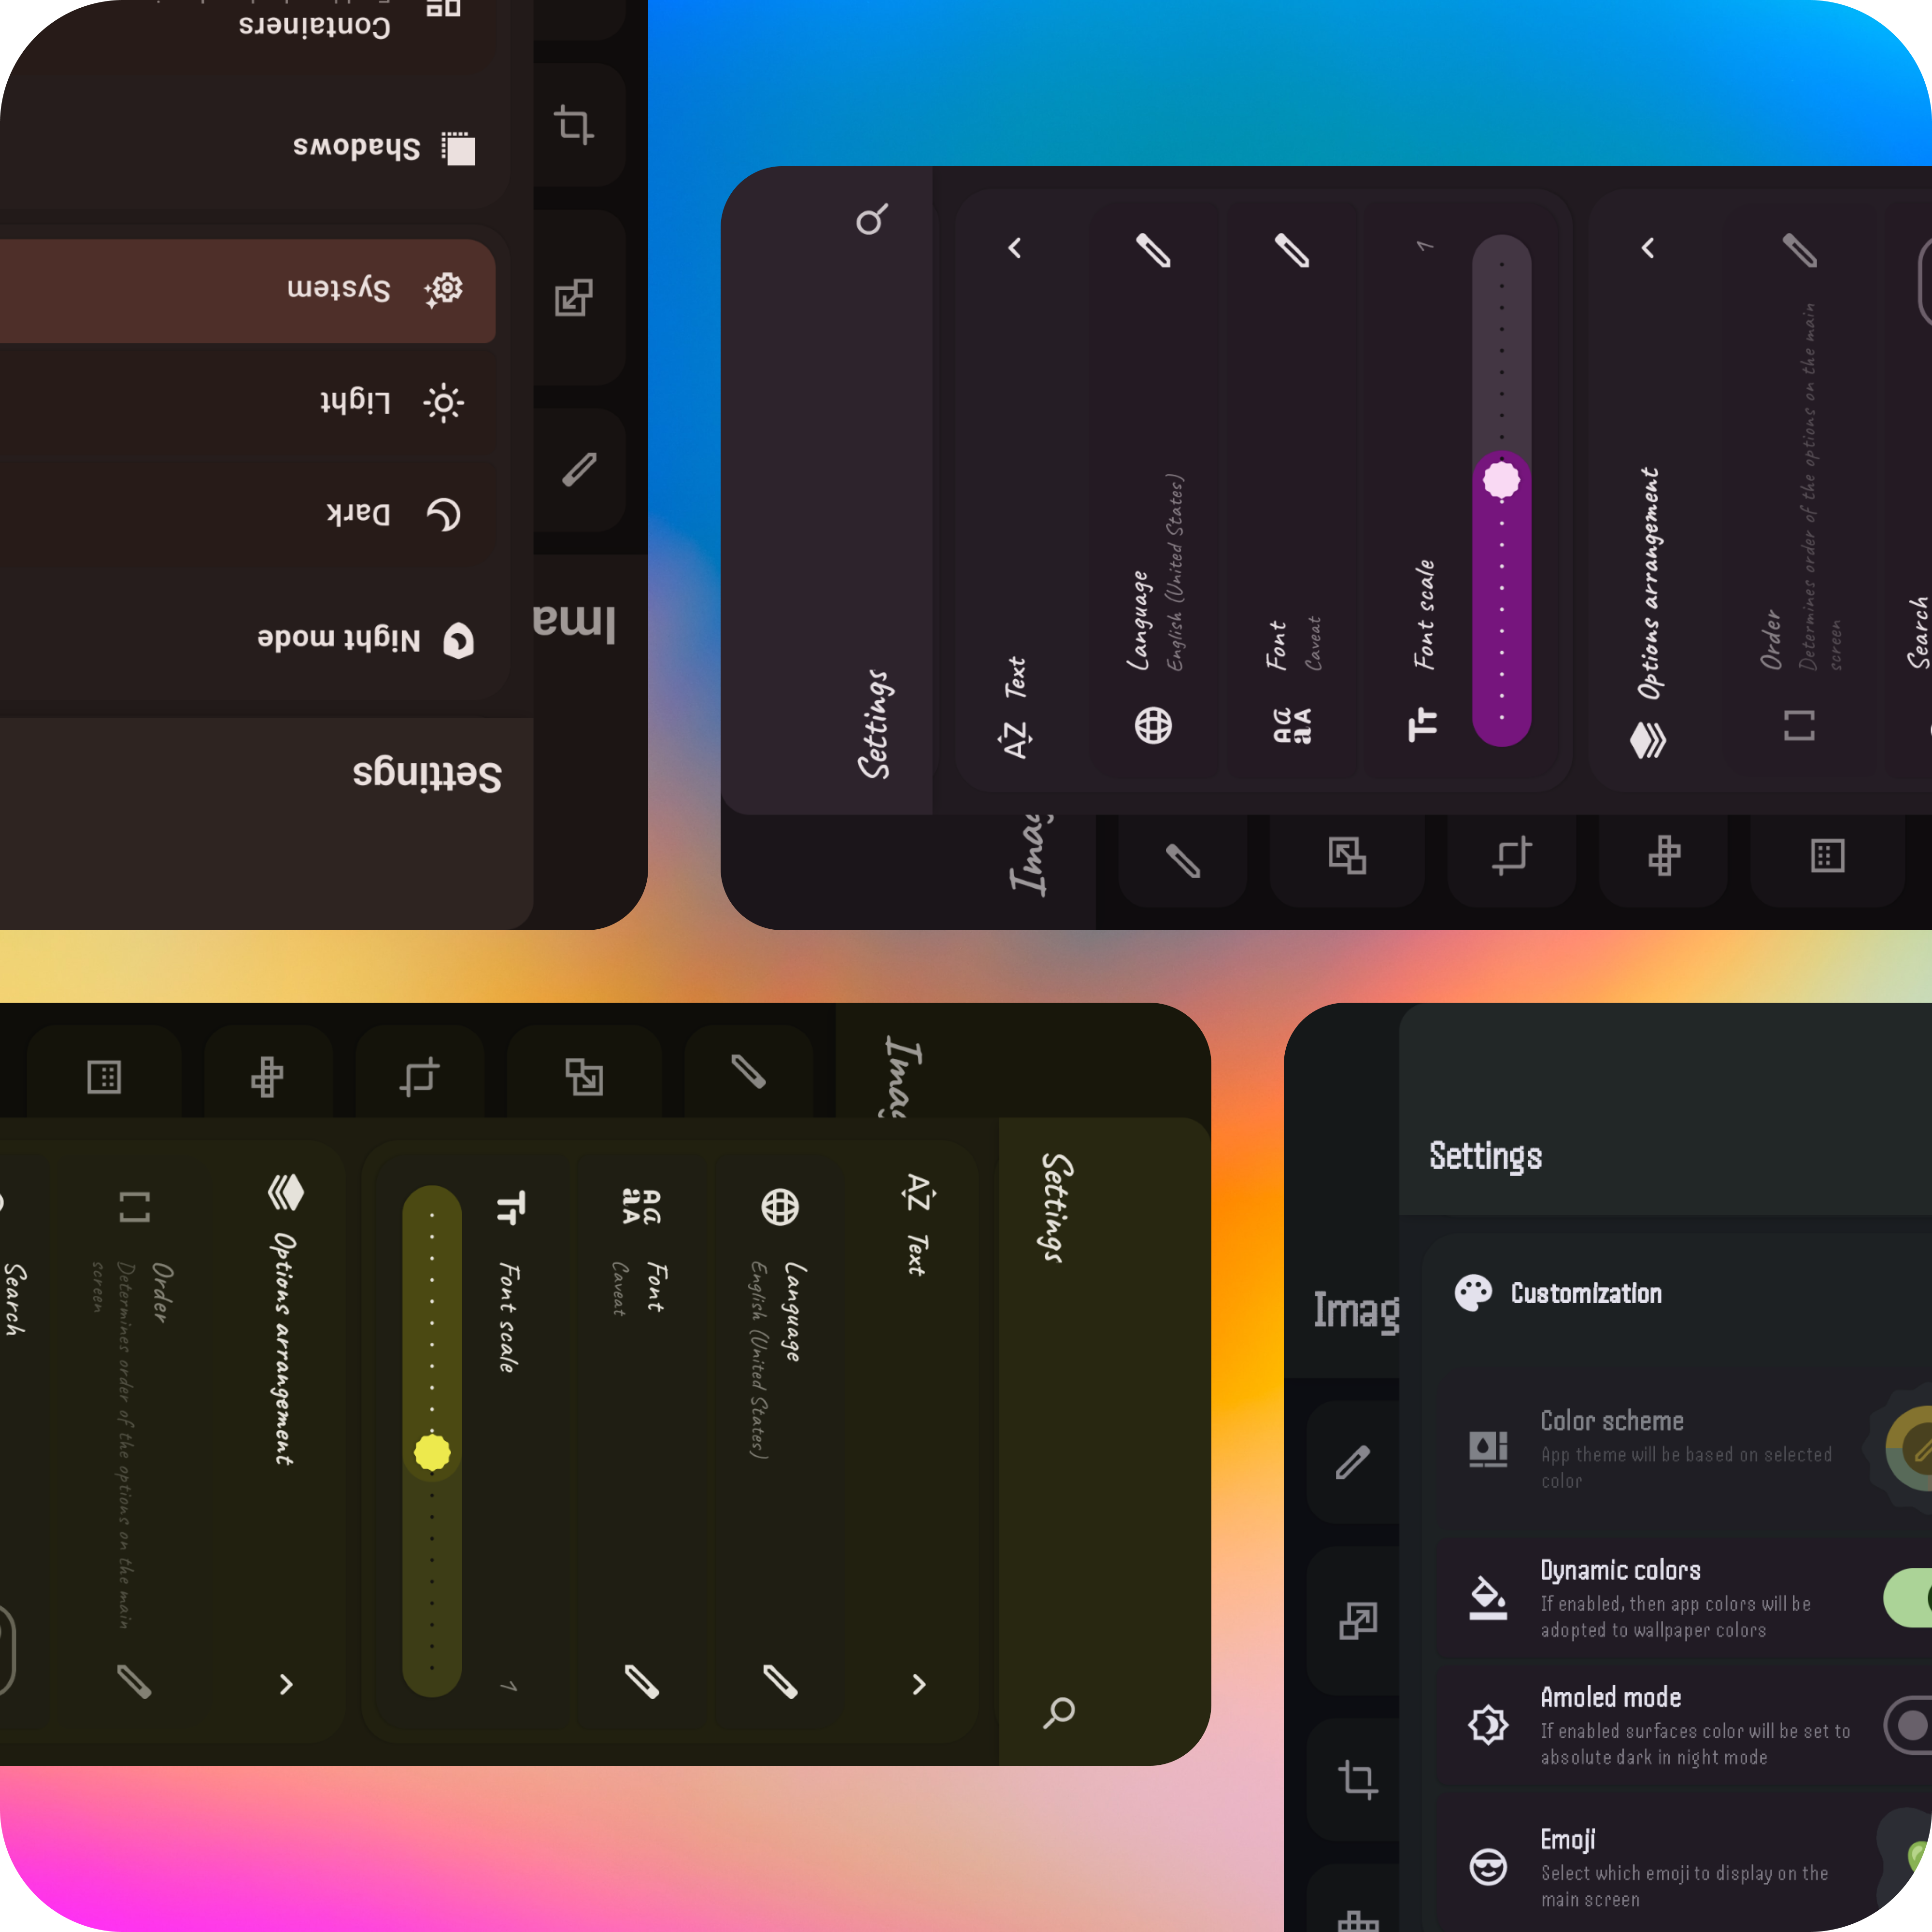 Settings
Night mode
Dark
Light
System
Shadows
Containers
Ima
Settings
Text
Language
English (United States)
Font
Caveat
Font scale
1
Options arrangement
Order
Determines order of the options on the main
screen
Search
Imag
Settings
Text
Language
English (United States)
Font
Caveat
Font scale
1
Options arrangement
Order
Determines order of the options on the main
screen
Search
Imag
Settings
Customization
Color scheme
App theme will be based on selected
color
Dynamic colors
If enabled, then app colors will be
adopted to wallpaper colors
Amoled mode
If enabled surfaces color will be set to
absolute dark in night mode
Emoji
Select which emoji to display on the
main screen
Imag